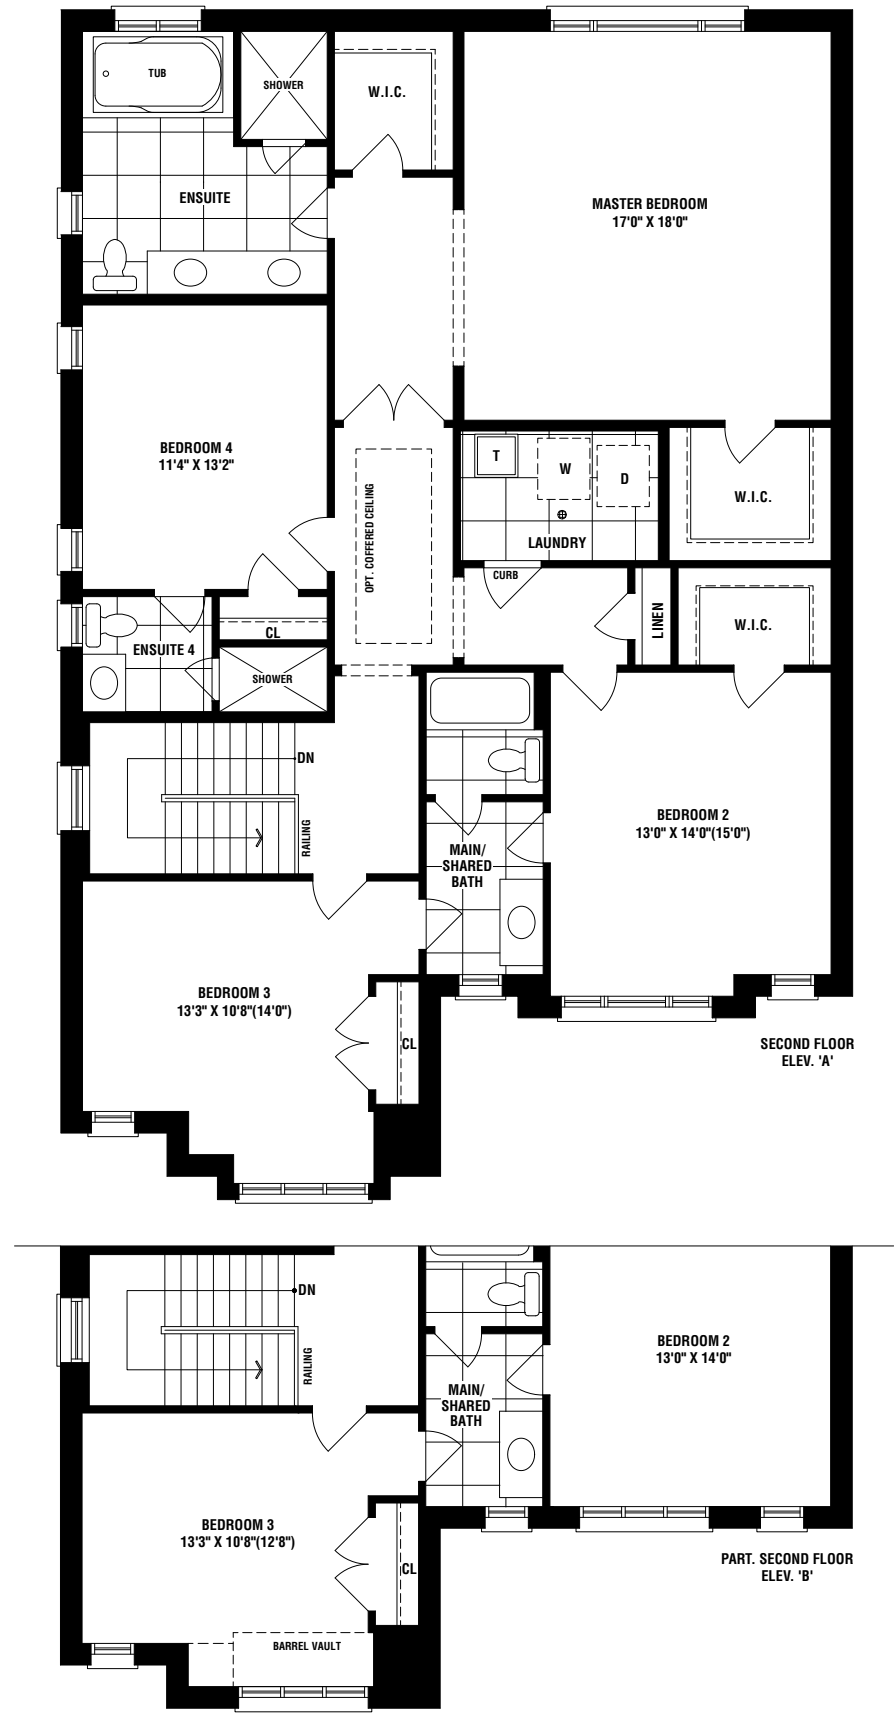 TUB
SHOWER
W.I.C.
ENSUITE
MASTER BEDROOM
17'0" X 18'0"
BEDROOM 4
11'4" X 13'2"
OPT. COFFERED CEILING
T
W
D
LAUNDRY
W.I.C.
CURB
LINEN
W.I.C.
CL
ENSUITE 4
SHOWER
DN
RAILING
MAIN/
SHARED
BATH
BEDROOM 2
13'0" X 14'0"(15'0")
BEDROOM 3
13'3" X 10'8"(14'0")
CL
SECOND FLOOR
ELEV. 'A'
DN
RAILING
MAIN/
SHARED
BATH
BEDROOM 2
13'0" X 14'0"
BEDROOM 3
13'3" X 10'8"(12'8")
CL
PART. SECOND FLOOR
ELEV. 'B'
BARREL VAULT